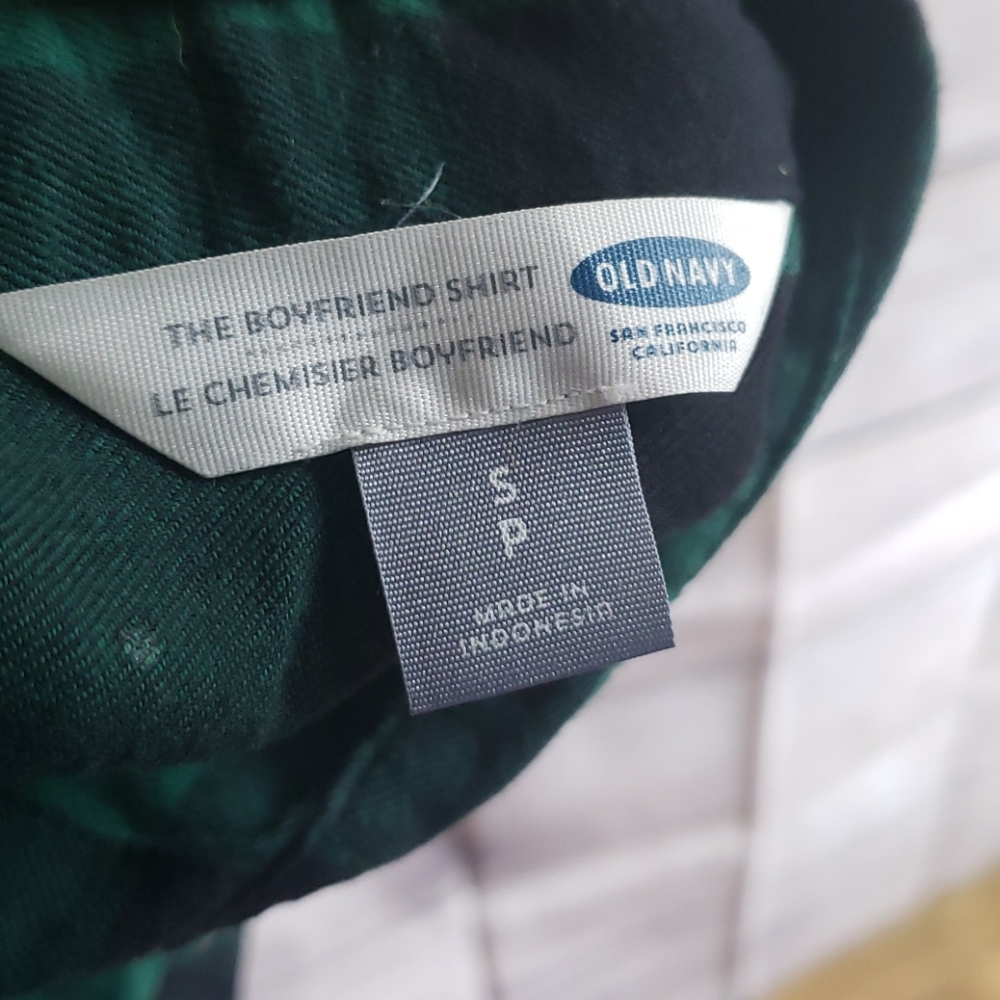 THE BOYFRIEND SHIRT
LE CHEMISIER BOYFRIEND
OLD NAVY
SAN FRANCISCO
CALIFORNIA
S
P
MADE IN
INDONESIA